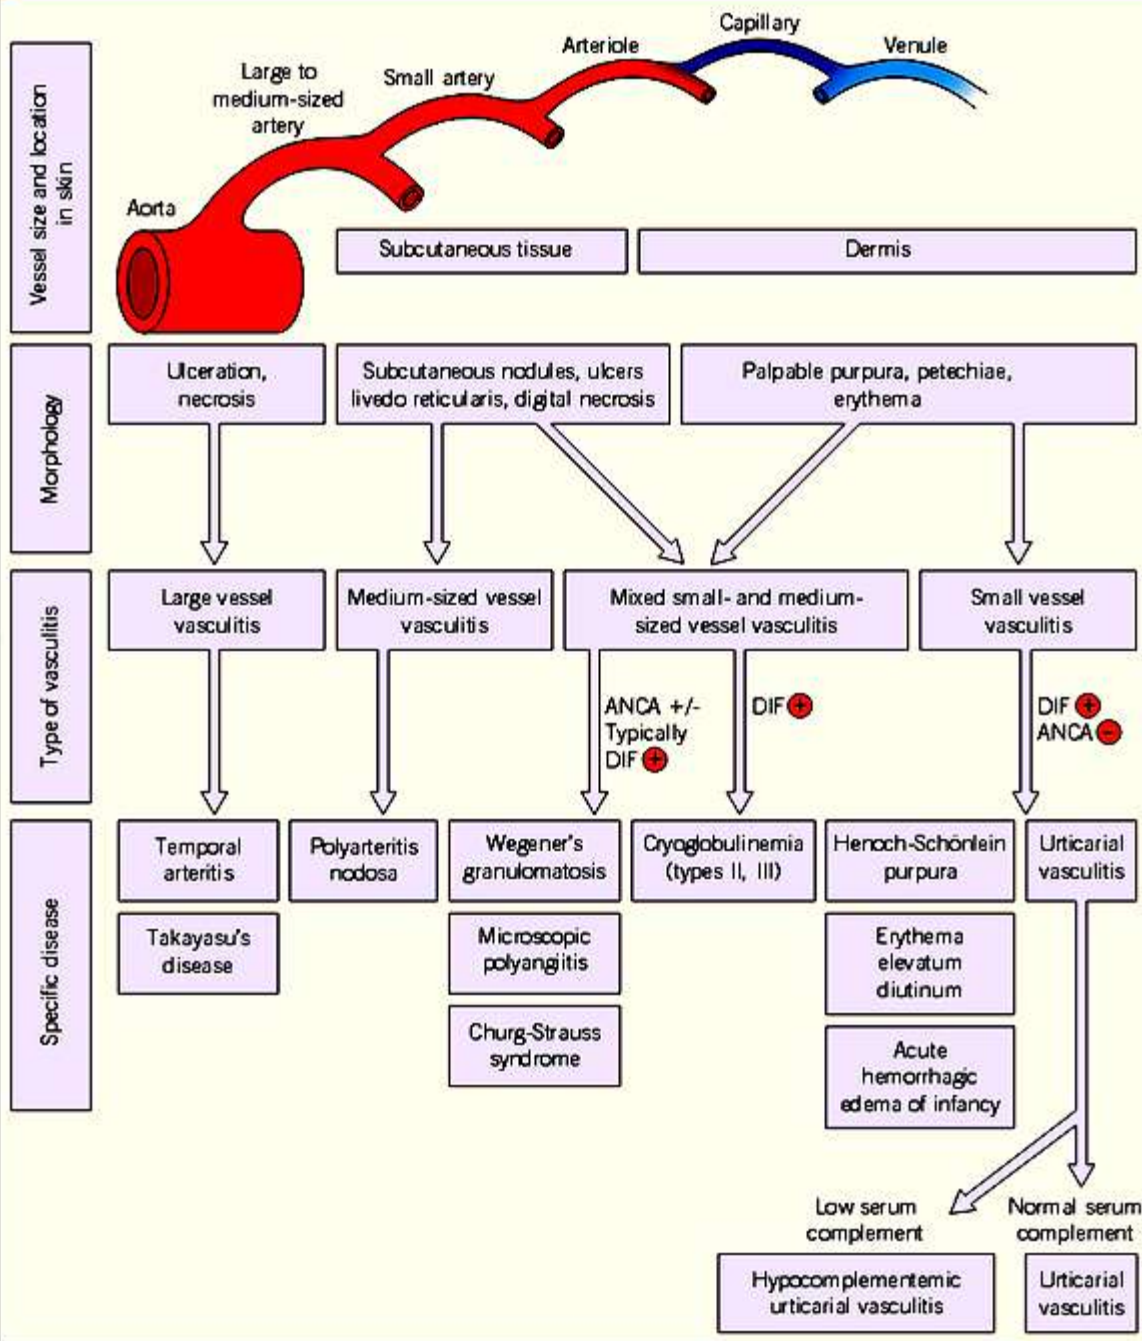 Vessel size and location
in skin
Aorta
Large to
medium-sized
artery
Small artery
Arteriole
Capillary
Venule
Subcutaneous tissue
Dermis
Morphology
Ulceration,
necrosis
Subcutaneous nodules, ulcers
livedo reticularis, digital necrosis
Palpable purpura, petechiae,
erythema
Type of vasculitis
Large vessel
vasculitis
Medium-sized vessel
vasculitis
Mixed small- and medium-
sized vessel vasculitis
Small vessel
vasculitis
ANCA +/-
Typically
DIF +
DIF +
DIF +
ANCA -
Specific disease
Temporal
arteritis
Takayasu's
disease
Polyarteritis
nodosa
Wegener's
granulomatosis
Microscopic
polyangiitis
Churg-Strauss
syndrome
Cryoglobulinemia
(types II, III)
Henoch-Schönlein
purpura
Erythema
elevatum
diutinum
Acute
hemorrhagic
edema of infancy
Urticarial
vasculitis
Low serum
complement
Hypocomplementemic
urticarial vasculitis
Normal serum
complement
Urticarial
vasculitis